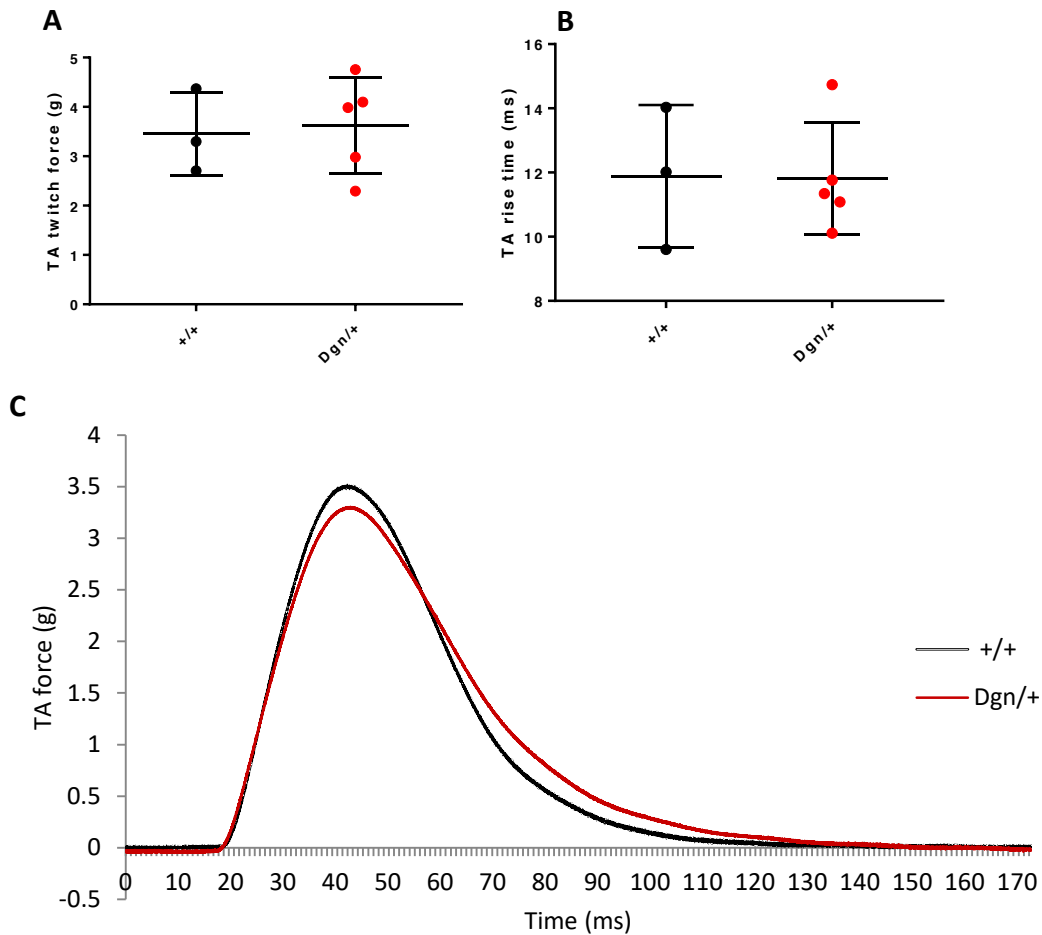 A
TA twitch force (g)
5
4
3
2
1
0
+/+
Dgn/+
B
TA rise time (ms)
16
14
12
10
8
+/+
Dgn/+
C
TA force (g)
4
3.5
3
2.5
2
1.5
1
0.5
0
-0.5
0 10 20 30 40 50 60 70 80 90 100 110 120 130 140 150 160 170
Time (ms)
+/+
Dgn/+